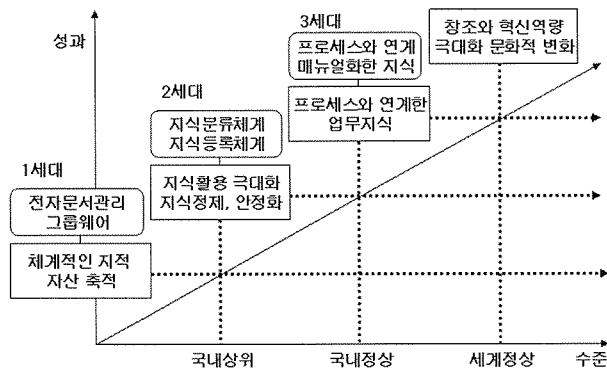 성과
3세대
프로세스와 연계
매뉴얼화한 지식
창조와 혁신역량
극대화 문화적 변화
2세대
지식분류체계
지식등록체계
프로세스와 연계한
업무지식
1세대
전자문서관리
그룹웨어
지식활용 극대화
지식정제, 안정화
체계적인 지적
자산 축적
국내상위
국내정상
세계정상
수준